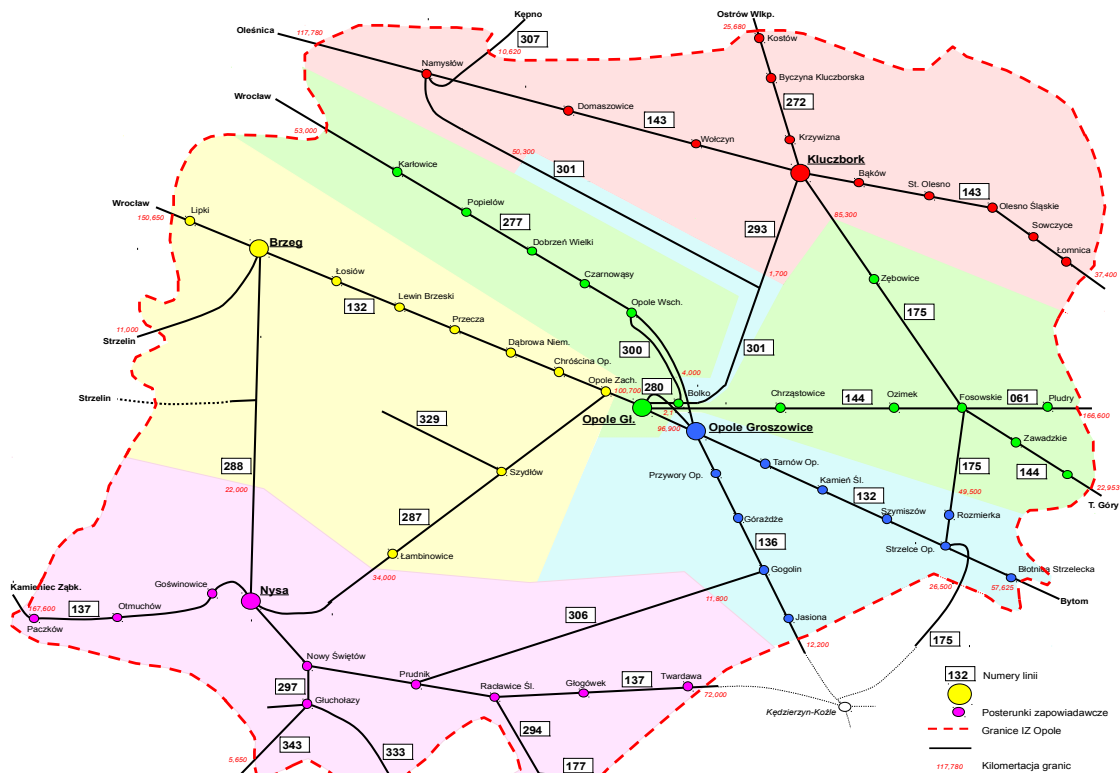 Kępno
Ostrów Wlkp.
Oleśnica
117,780
307
10,620
25,680
Kostów
Namysłów
Byczyna Kluczborska
Wrocław
53,000
272
Domaszowice
143
Wołczyn
Krzywizna
50,300
301
Kluczbork
Karłowice
Bąków
St. Olesno
143
Olesno Śląskie
Wrocław
150,650
Lipki
Popielów
277
85,300
293
Sowczyce
Brzeg
Dobrzeń Wielki
Łomnica
Łosiów
Czarnowąsy
1,700
Zębowice
37,400
132
Lewin Brzeski
Opole Wsch.
175
11,000
Strzelin
Przecza
300
301
Dąbrowa Niem.
Chróścina Op.
4,000
Opole Zach.
100,700
280
Bolko
Chrząstowice
144
Ozimek
Fosowskie
061
Pludry
166,600
Strzelin
329
Opole Gł.
2,1
96,900
Opole Groszowice
Zawadzkie
288
22,000
Szydłów
Przywory Op.
Tarnów Op.
Kamień Śl.
132
175
49,500
144
22,953
T. Góry
287
Górażdże
Szymiszów
Rozmierka
Łambinowice
34,000
136
Strzelce Op.
Kamieniec Ząbk.
Goświnowice
Nysa
Gogolin
26,500
57,625
Błotnica Strzelecka
Bytom
167,600
137
Otmuchów
Paczków
306
11,800
Jasiona
12,200
175
Nowy Świętów
Prudnik
Racławice Śl.
Głogówek
137
Twardawa
72,000
132
Numery linii
297
Głuchołazy
Kędzierzyn-Koźle
Posterunki zapowiadawcze
343
333
294
Granice IZ Opole
5,650
177
117,780
Kilomertacja granic